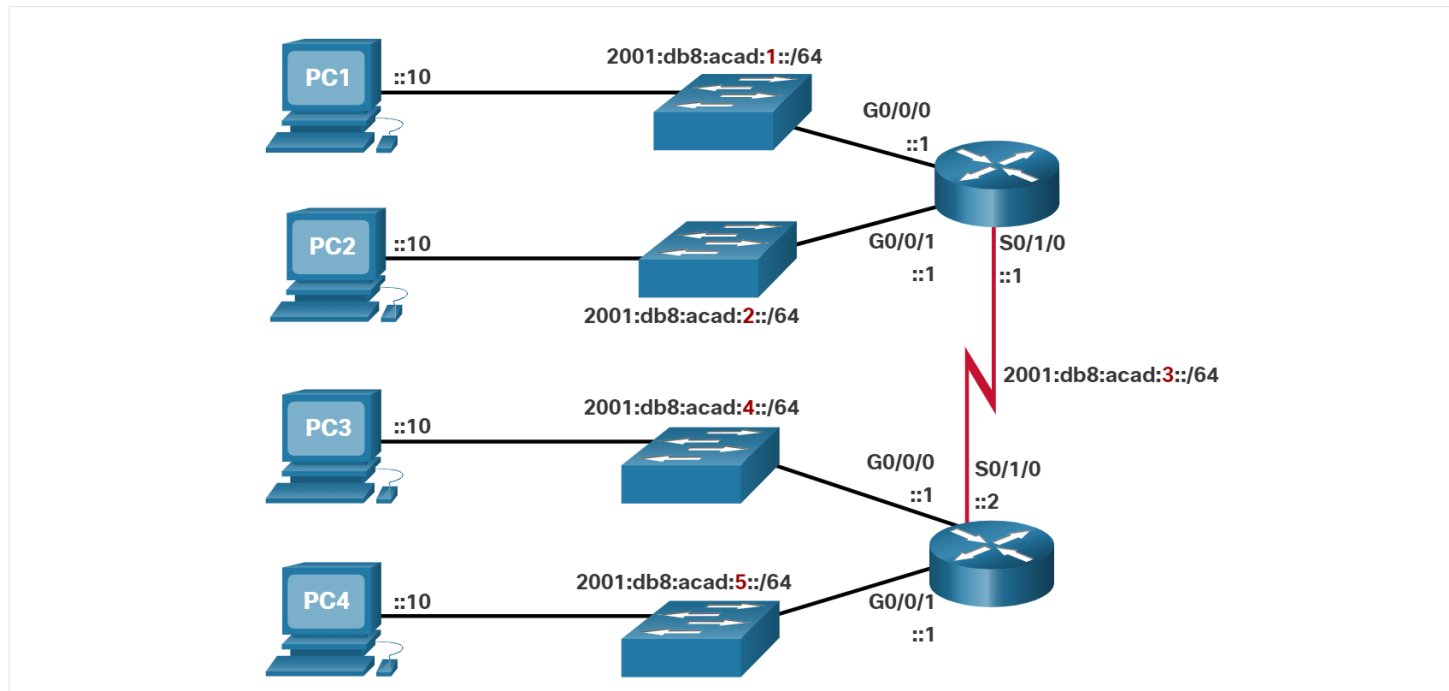 2001:db8:acad:1::/64
PC1
::10
G0/0/0
::1
PC2
::10
G0/0/1
::1
S0/1/0
::1
2001:db8:acad:2::/64
2001:db8:acad:3::/64
2001:db8:acad:4::/64
PC3
::10
G0/0/0
::1
S0/1/0
::2
2001:db8:acad:5::/64
PC4
::10
G0/0/1
::1